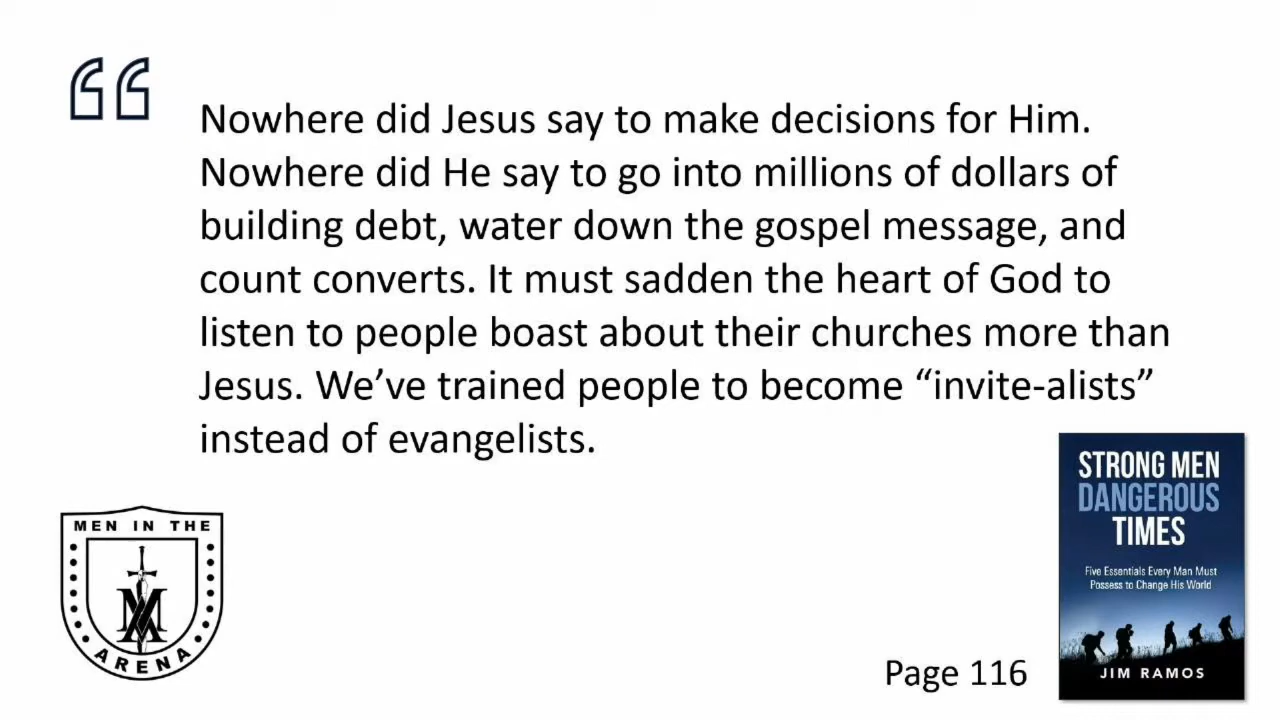 Nowhere did Jesus say to make decisions for Him.
Nowhere did He say to go into millions of dollars of
building debt, water down the gospel message, and
count converts. It must sadden the heart of God to
listen to people boast about their churches more than
Jesus. We’ve trained people to become “invite-alists”
instead of evangelists.
MEN IN THE
ARENA
STRONG MEN
DANGEROUS
TIMES
Five Essentials Every Man Must
Possess to Change His World
JIM RAMOS
Page 116